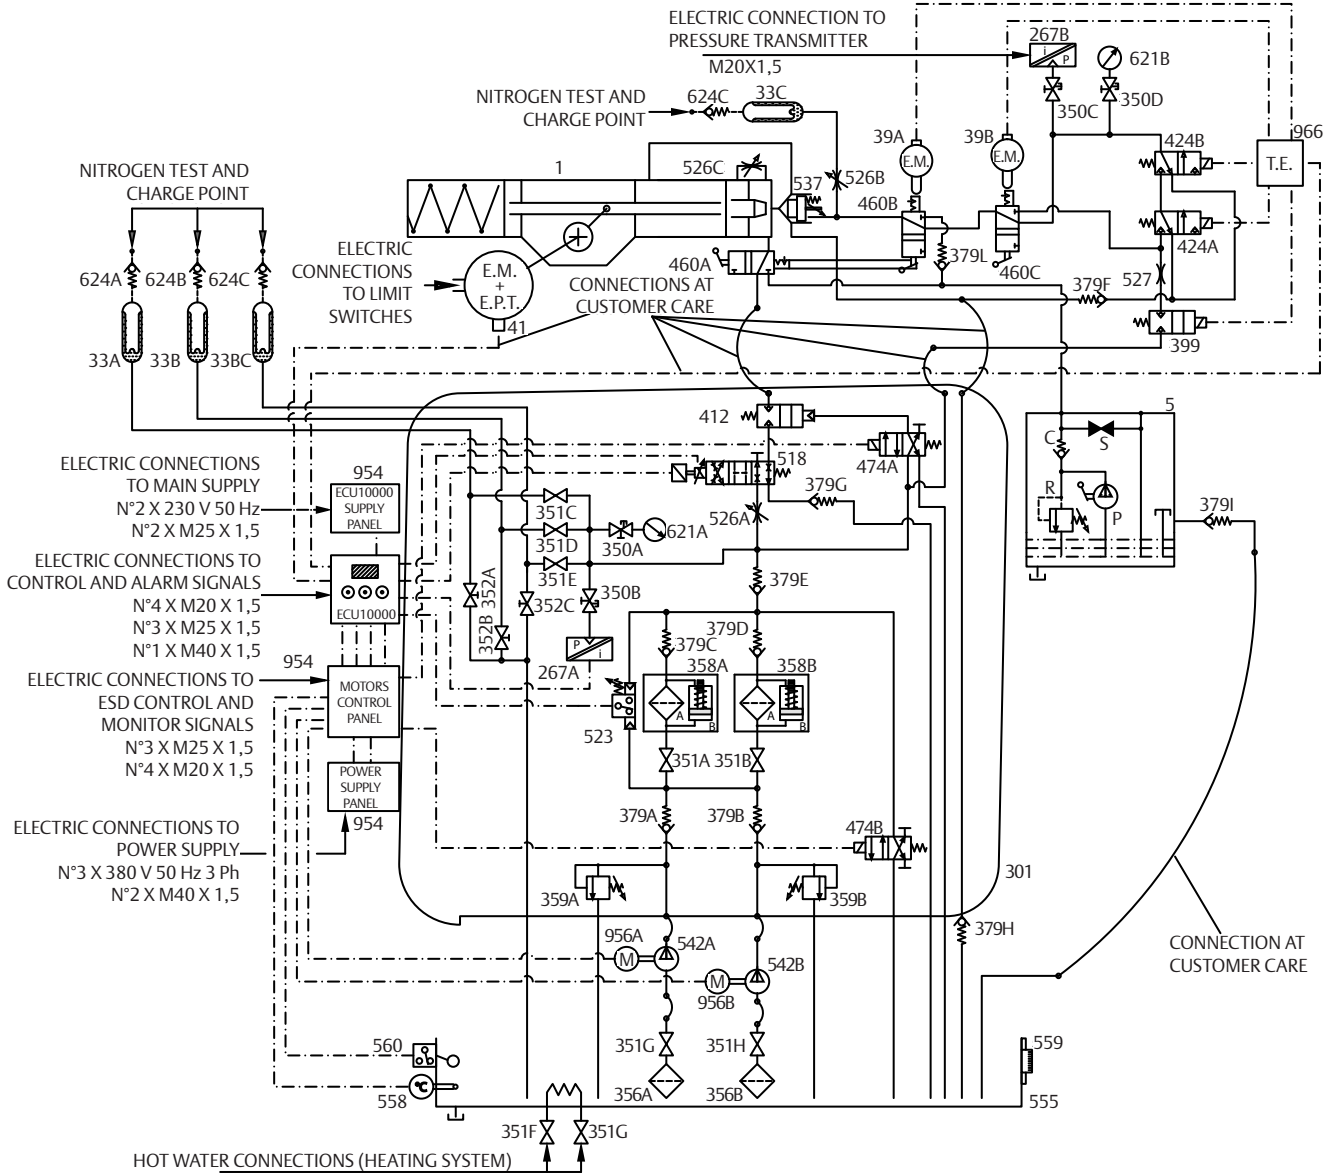 ELECTRIC CONNECTION TO
PRESSURE TRANSMITTER
M20X1,5
267B
i
P
621B
350C
350D
NITROGEN TEST AND
CHARGE POINT
624C
33C
39A
E.M.
39B
E.M.
424B
966
T.E.
NITROGEN TEST AND
CHARGE POINT
1
526C
537
526B
460B
424A
ELECTRIC
CONNECTIONS
TO LIMIT
SWITCHES
E.M.
+
E.P.T.
41
460A
379L
460C
CONNECTIONS AT
CUSTOMER CARE
379F
527
399
624A
624B
624C
33A
33B
33BC
412
5
C
S
R
P
379I
474A
518
379G
526A
ELECTRIC CONNECTIONS
TO MAIN SUPPLY
N°2 X 230 V 50 Hz
N°2 X M25 X 1,5
954
ECU10000
SUPPLY
PANEL
351C
351D
351E
350A
621A
ELECTRIC CONNECTIONS TO
CONTROL AND ALARM SIGNALS
N°4 X M20 X 1,5
N°3 X M25 X 1,5
N°1 X M40 X 1,5
ECU10000
352A
352B
352C
350B
379E
P
i
267A
379C
379D
358A
358B
A
B
A
B
954
ELECTRIC CONNECTIONS TO
ESD CONTROL AND
MONITOR SIGNALS
N°3 X M25 X 1,5
N°4 X M20 X 1,5
MOTORS
CONTROL
PANEL
523
351A
351B
POWER
SUPPLY
PANEL
954
ELECTRIC CONNECTIONS TO
POWER SUPPLY
N°3 X 380 V 50 Hz 3 Ph
N°2 X M40 X 1,5
379A
379B
474B
359A
359B
301
379H
956A
M
542A
M
956B
542B
CONNECTION AT
CUSTOMER CARE
560
°C
558
351G
351H
356A
356B
559
555
351F
351G
HOT WATER CONNECTIONS (HEATING SYSTEM)